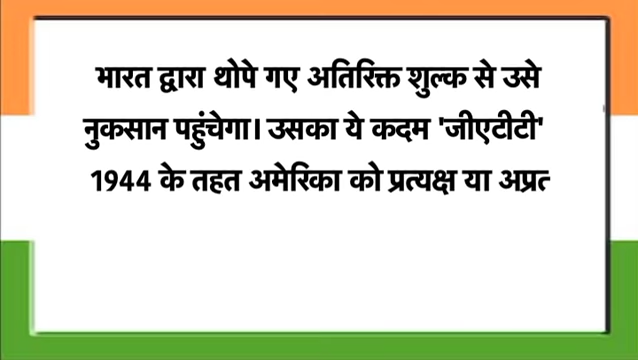 भारत द्वारा थोपे गए अतिरिक्त शुल्क से उसे
नुकसान पहुंचेगा। उसका ये कदम 'जीएटीटी'
1944 के तहत अमेरिका को प्रत्यक्ष या